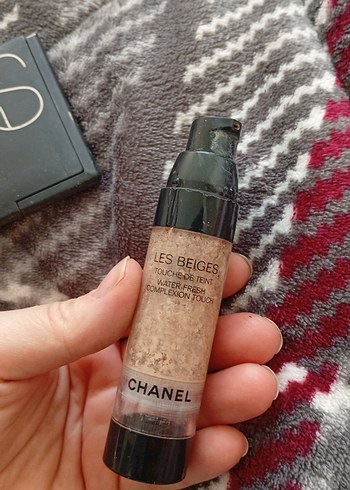 LES BEIGES
TOUCHE DE TEINT
WATER-FRESH
COMPLEXION TOUCH
CHANEL